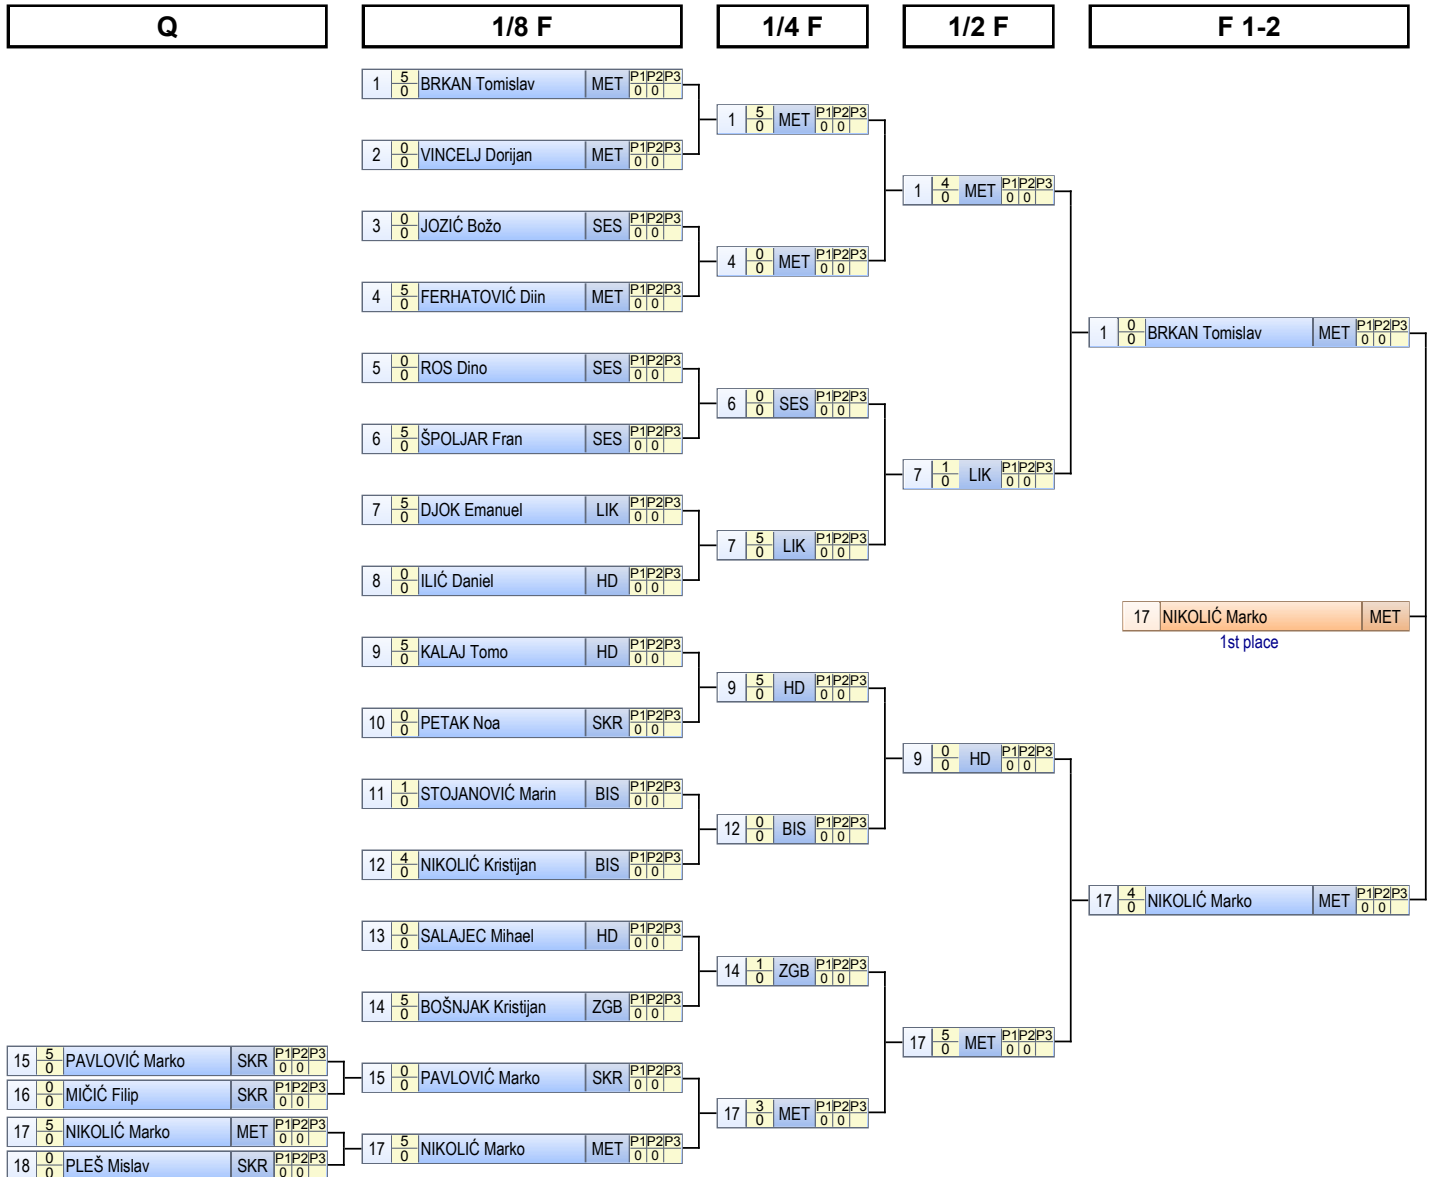 Q 1/8 F 1/4 F 1/2 F F 1-2
1 5 0 BRKAN Tomislav MET P1 P2 P3 0 0
1 5 0 MET P1 P2 P3 0 0
2 0 0 VINCELJ Dorijan MET P1 P2 P3 0 0
1 4 0 MET P1 P2 P3 0 0
3 0 0 JOZIĆ Božo SES P1 P2 P3 0 0
4 0 0 MET P1 P2 P3 0 0
4 5 0 FERHATOVIĆ Diin MET P1 P2 P3 0 0
1 0 0 BRKAN Tomislav MET P1 P2 P3 0 0
5 0 0 ROS Dino SES P1 P2 P3 0 0
6 0 0 SES P1 P2 P3 0 0
6 5 0 ŠPOLJAR Fran SES P1 P2 P3 0 0
7 1 0 LIK P1 P2 P3 0 0
7 5 0 DJOK Emanuel LIK P1 P2 P3 0 0
7 5 0 LIK P1 P2 P3 0 0
8 0 0 ILIĆ Daniel HD P1 P2 P3 0 0
17 NIKOLIĆ Marko MET
1st place
9 5 0 KALAJ Tomo HD P1 P2 P3 0 0
9 5 0 HD P1 P2 P3 0 0
10 0 0 PETAK Noa SKR P1 P2 P3 0 0
9 0 0 HD P1 P2 P3 0 0
11 1 0 STOJANOVIĆ Marin BIS P1 P2 P3 0 0
12 0 0 BIS P1 P2 P3 0 0
12 4 0 NIKOLIĆ Kristijan BIS P1 P2 P3 0 0
17 4 0 NIKOLIĆ Marko MET P1 P2 P3 0 0
13 0 0 SALAJEC Mihael HD P1 P2 P3 0 0
14 1 0 ZGB P1 P2 P3 0 0
14 5 0 BOŠNJAK Kristijan ZGB P1 P2 P3 0 0
17 5 0 MET P1 P2 P3 0 0
15 5 0 PAVLOVIĆ Marko SKR P1 P2 P3 0 0
15 0 0 PAVLOVIĆ Marko SKR P1 P2 P3 0 0
16 0 0 MIČIĆ Filip SKR P1 P2 P3 0 0
17 3 0 MET P1 P2 P3 0 0
17 5 0 NIKOLIĆ Marko MET P1 P2 P3 0 0
17 5 0 NIKOLIĆ Marko MET P1 P2 P3 0 0
18 0 0 PLEŠ Mislav SKR P1 P2 P3 0 0